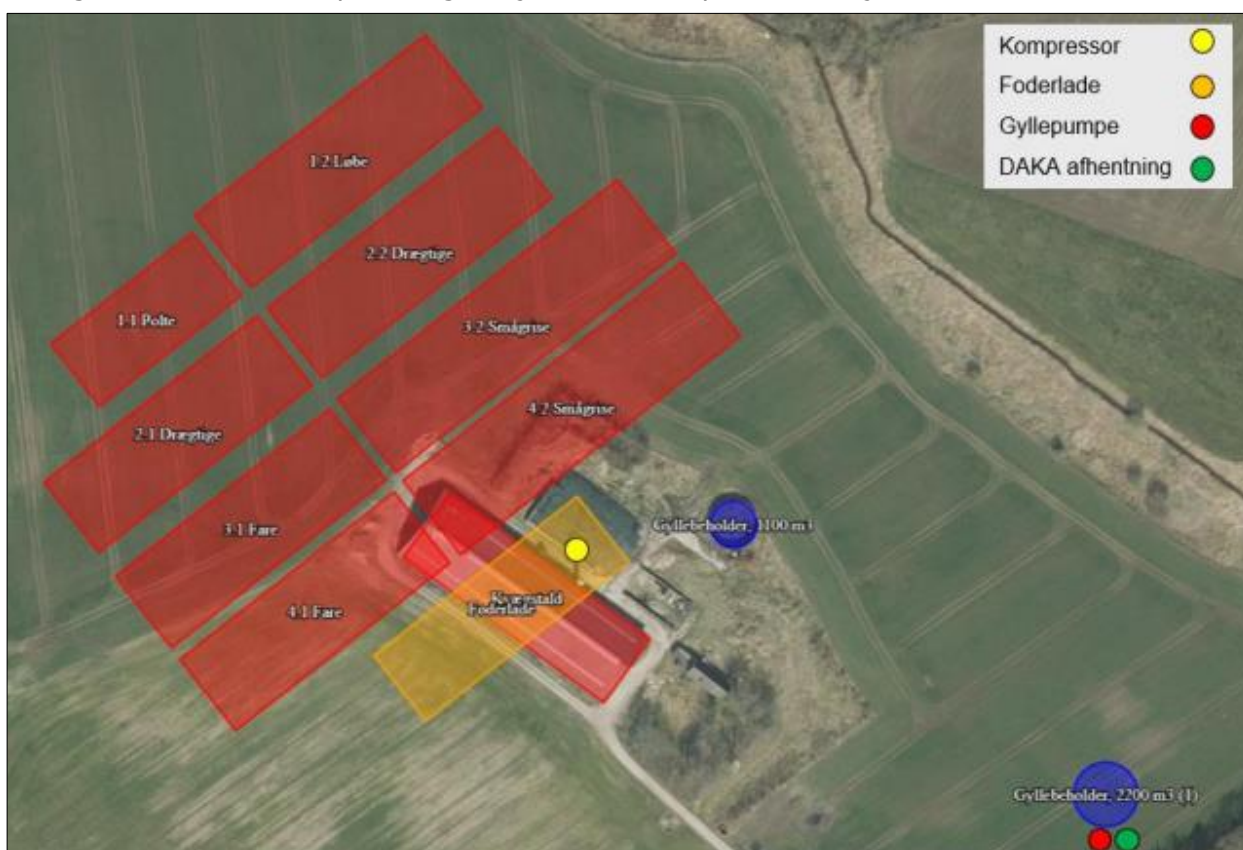 Kompressor
Foderlade
Gyllepumpe
DAKA afhentning
1.2 Løbe
2.2 Drægtige
1.1 Polte
3.2 Smågrise
2.1 Drægtige
4.2 Smågrise
3.1 Fare
Gyllebeholder, 1100 m3
Kvægstald
Foderlade
4.1 Fare
Gyllebeholder, 2200 m3 (1)